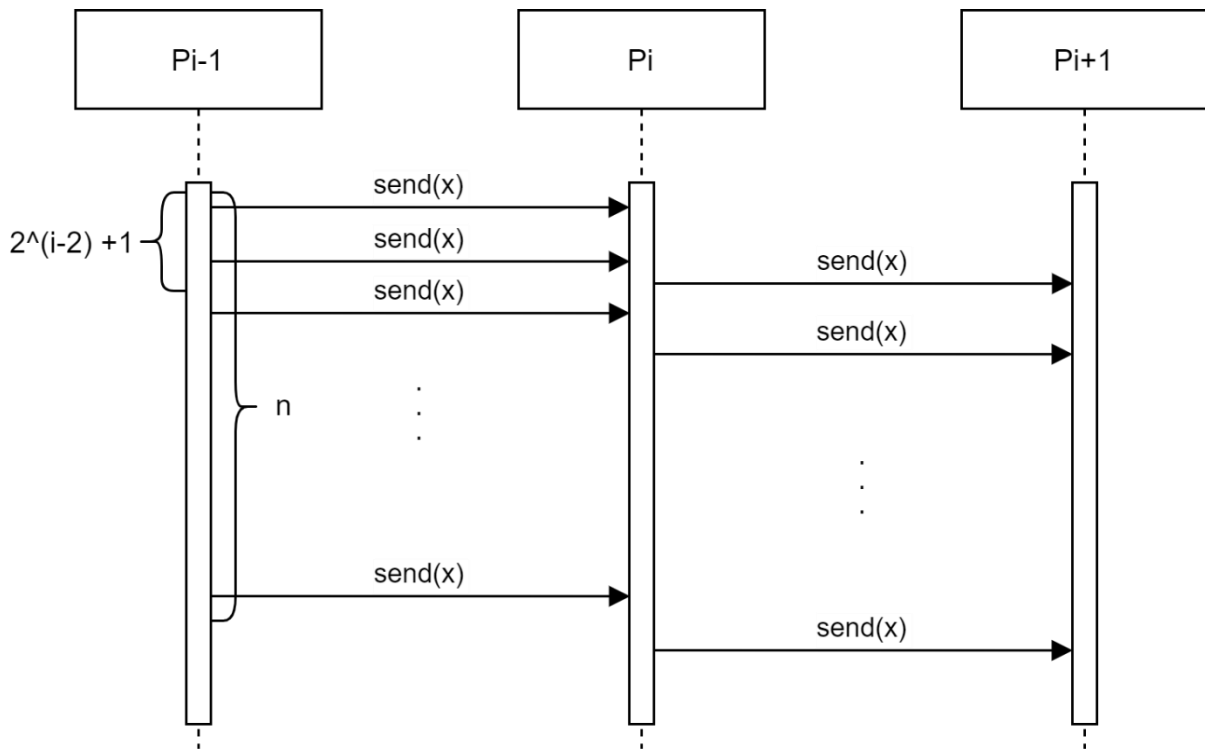 Pi-1
Pi
Pi+1
send(x)
2^(i-2) +1
send(x)
send(x)
send(x)
send(x)
n
send(x)
send(x)